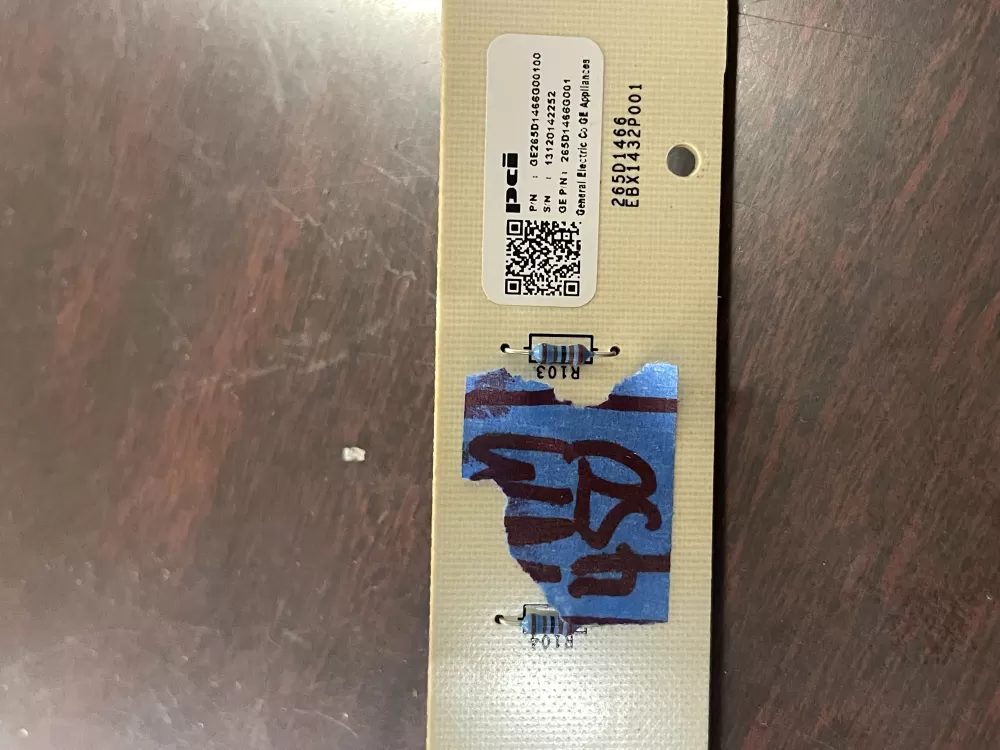 pci
P/N : GE265D1466G00100
S/N : 13120142252
GE P/N: 265D1466G001
General Electric Co GE Appliances
265D1466
EBX1432P001
R103
R104